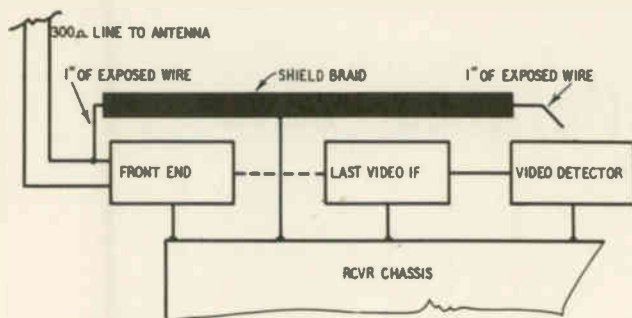 300Ω LINE TO ANTENNA
1" OF EXPOSED WIRE
SHIELD BRAID
1" OF EXPOSED WIRE
FRONT END
LAST VIDEO IF
VIDEO DETECTOR
RCVR CHASSIS